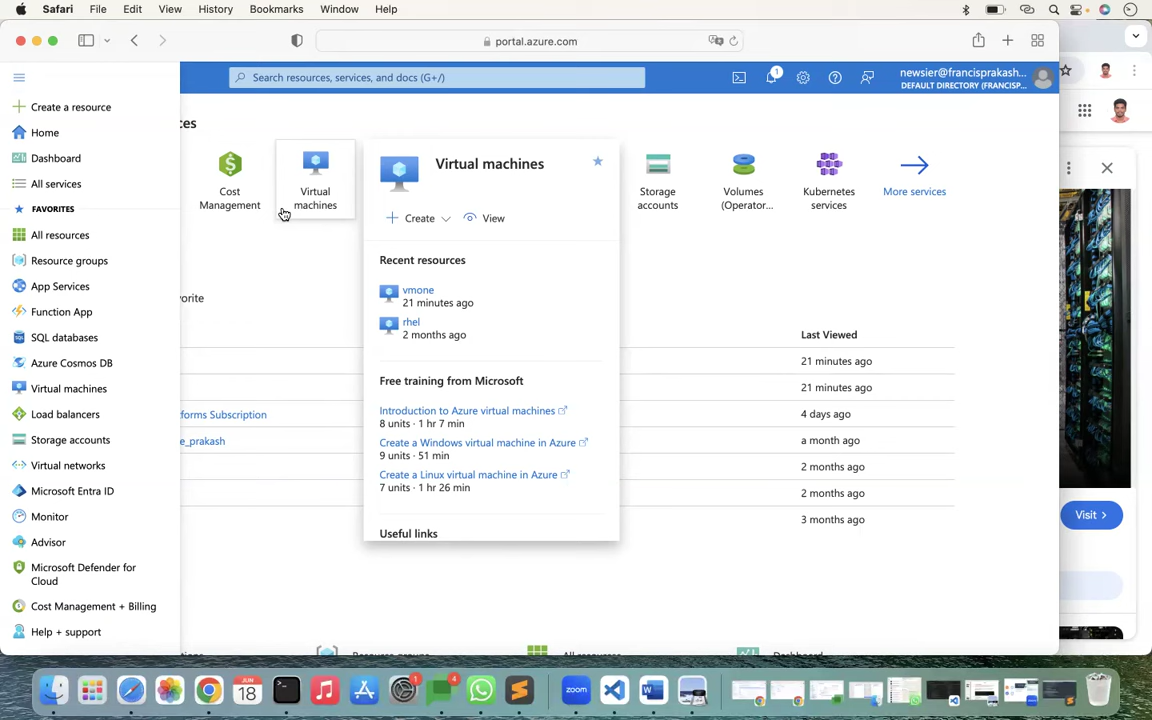 Safari File Edit View History Bookmarks Window Help
portal.azure.com
Search resources, services, and docs (G+/)
1
newsier@francisprakash...
DEFAULT DIRECTORY (FRANCISP...
Create a resource
Home
Dashboard
All services
FAVORITES
All resources
Resource groups
App Services
Function App
SQL databases
Azure Cosmos DB
Virtual machines
Load balancers
Storage accounts
Virtual networks
Microsoft Entra ID
Monitor
Advisor
Microsoft Defender for
Cloud
Cost Management + Billing
Help + support
ces
Cost
Management
Virtual
machines
Virtual machines
Create View
Recent resources
vmone
21 minutes ago
rhel
2 months ago
Free training from Microsoft
Introduction to Azure virtual machines
8 units · 1 hr 7 min
Create a Windows virtual machine in Azure
9 units · 51 min
Create a Linux virtual machine in Azure
7 units · 1 hr 26 min
Useful links
Storage
accounts
Volumes
(Operator...
Kubernetes
services
More services
vorite
Last Viewed
21 minutes ago
21 minutes ago
tforms Subscription
4 days ago
e_prakash
a month ago
2 months ago
2 months ago
3 months ago
Visit >
JUN
18
1
4
zoom